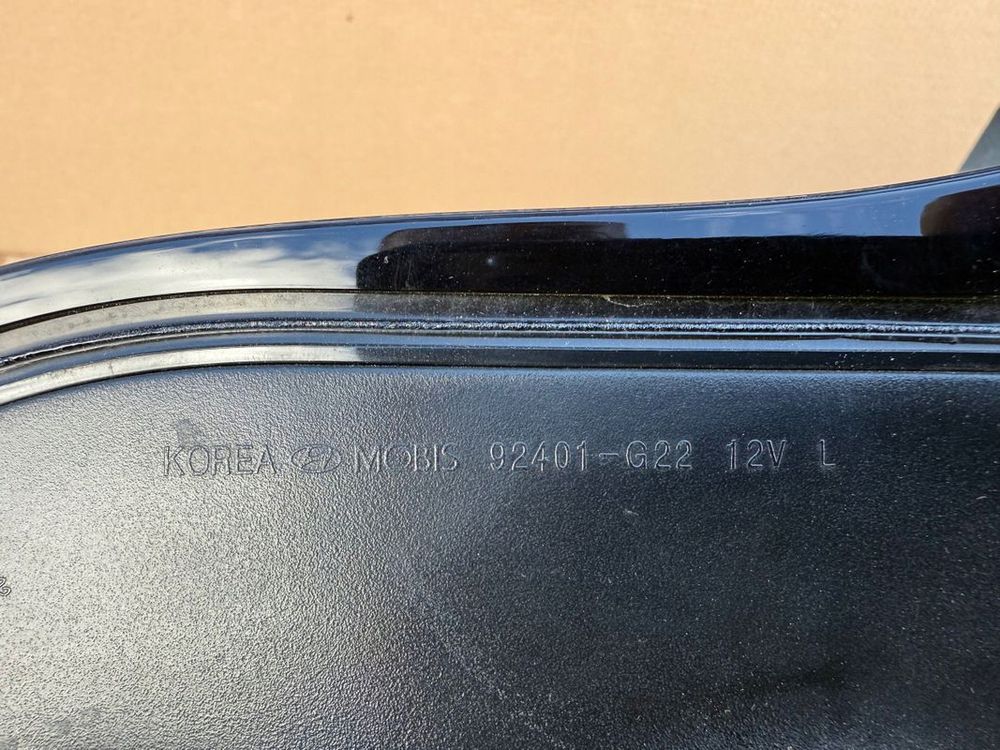 KOREA MOBIS 92401-G22 12V L